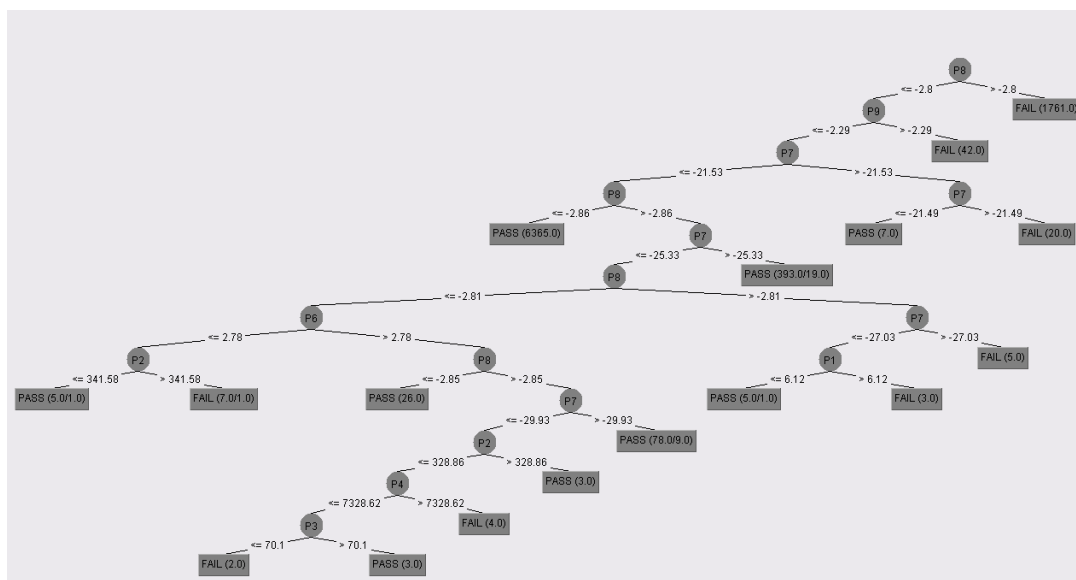 P8
<= -2.8 > -2.8
P9 FAIL (1761.0)
<= -2.29 > -2.29
P7 FAIL (42.0)
<= -21.53 > -21.53
P8 P7
<= -2.86 > -2.86 <= -21.49 > -21.49
PASS (6365.0) P7 PASS (7.0) FAIL (20.0)
<= -25.33 > -25.33
P8 PASS (393.0/19.0)
<= -2.81 > -2.81
P6 P7
<= 2.78 > 2.78 <= -27.03 > -27.03
P2 P8 P1 FAIL (5.0)
<= 341.58 > 341.58 <= -2.85 > -2.85 <= 6.12 > 6.12
PASS (5.0/1.0) FAIL (7.0/1.0) PASS (26.0) P7 PASS (5.0/1.0) FAIL (3.0)
<= -29.93 > -29.93
P2 PASS (78.0/9.0)
<= 328.86 > 328.86
P4 PASS (3.0)
<= 7328.62 > 7328.62
P3 FAIL (4.0)
<= 70.1 > 70.1
FAIL (2.0) PASS (3.0)